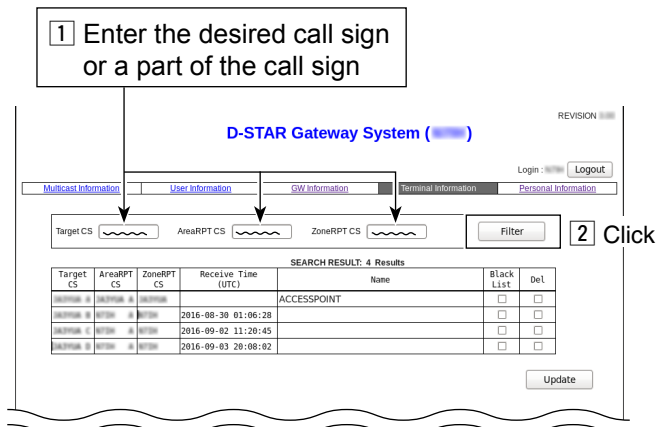 1 Enter the desired call sign
or a part of the call sign
REVISION
D-STAR Gateway System ( )
Login : Logout
Multicast Information User Information GW Information Terminal Information Personal Information
Target CS AreaRPT CS ZoneRPT CS Filter 2 Click
SEARCH RESULT: 4 Results
Target CS AreaRPT CS ZoneRPT CS Receive Time (UTC) Name Black List Del
ACCESSPOINT
2016-08-30 01:06:28
2016-09-02 11:20:45
2016-09-03 20:08:02
Update